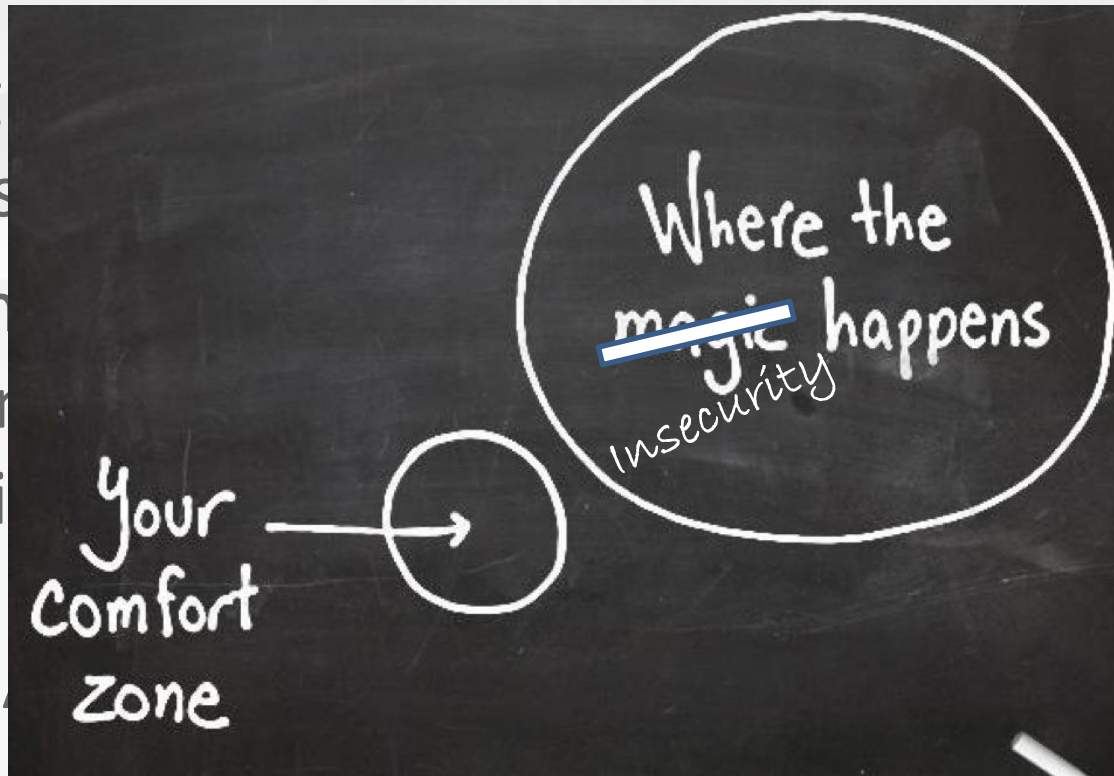 Where the
magic happens
Insecurity
Your
comfort
zone